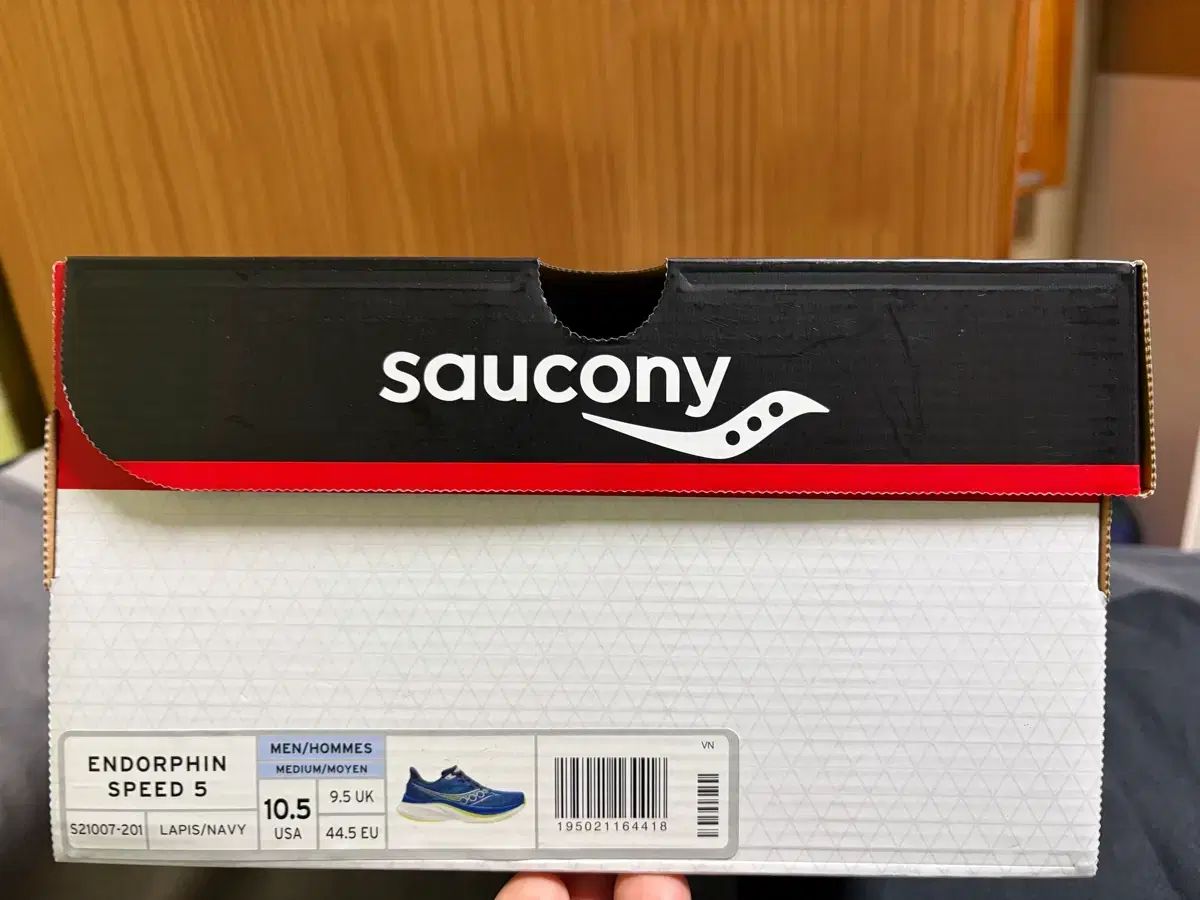 saucony
ENDORPHIN
SPEED 5
S21007-201
LAPIS/NAVY
MEN/HOMMES
MEDIUM/MOYEN
10.5
USA
9.5 UK
44.5 EU
195021164418
VN